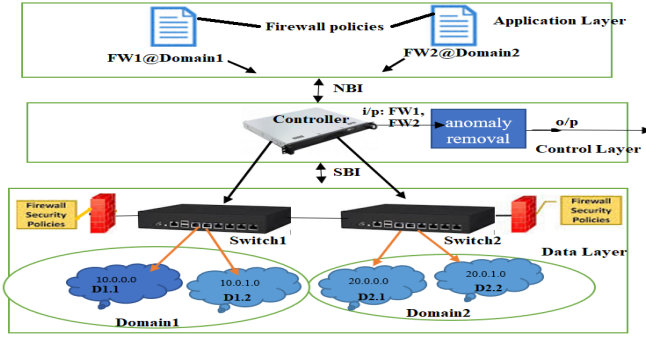 Firewall policies
Application Layer
FW1@Domain1
FW2@Domain2
NBI
Controller
i/p: FW1,
FW2
anomaly
removal
o/p
Control Layer
SBI
Firewall
Security
Policies
Firewall
Security
Policies
Switch1
Switch2
Data Layer
10.0.0.0
D1.1
10.0.1.0
D1.2
20.0.0.0
D2.1
20.0.1.0
D2.2
Domain1
Domain2